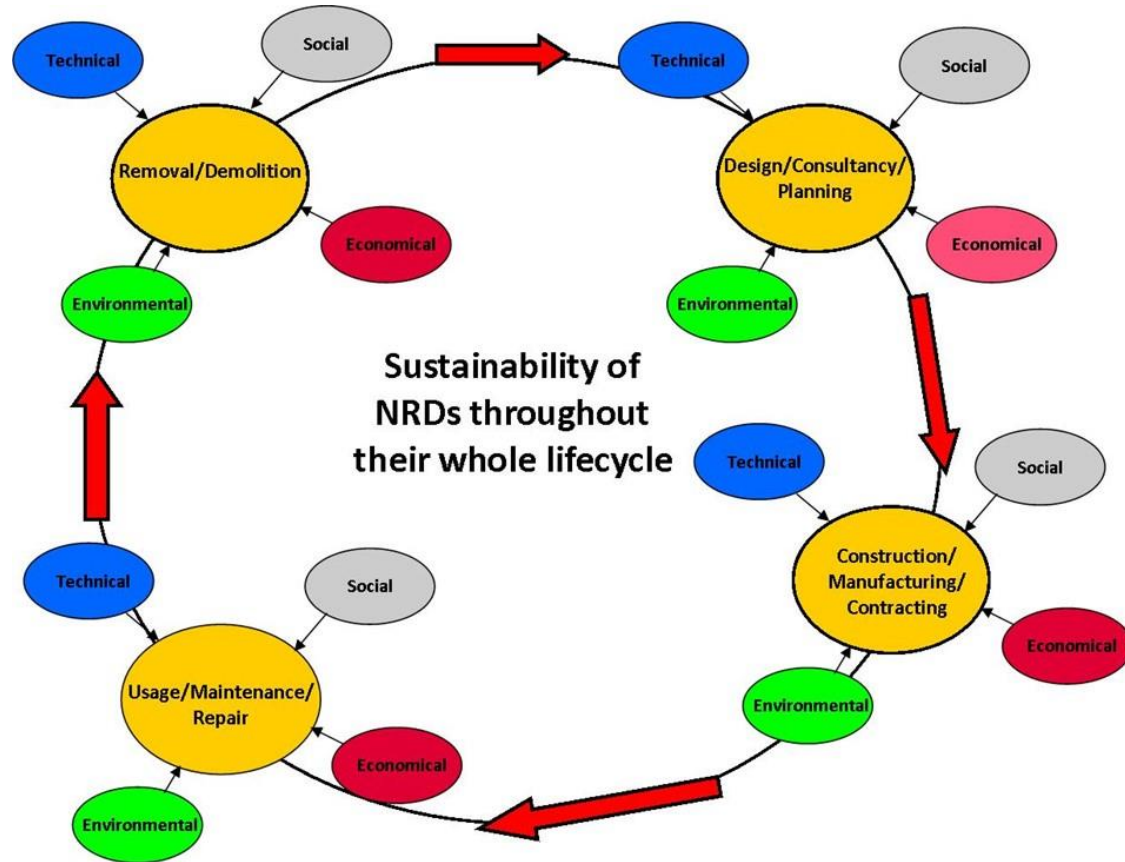 Technical
Social
Removal/Demolition
Economical
Environmental
Technical
Social
Design/Consultancy/
Planning
Economical
Environmental
Sustainability of
NRDs throughout
their whole lifecycle
Technical
Social
Construction/
Manufacturing/
Contracting
Economical
Environmental
Technical
Social
Usage/Maintenance/
Repair
Economical
Environmental